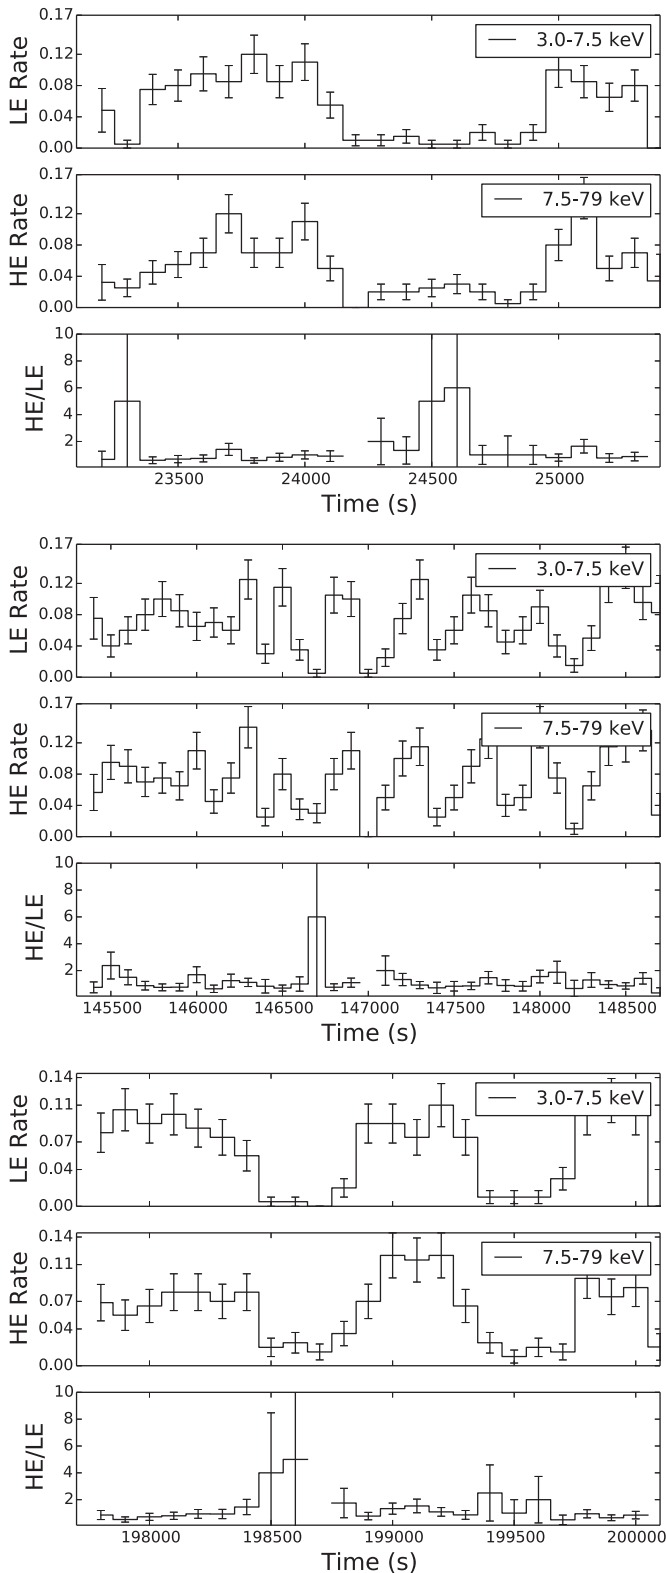 0.17
0.12
0.08
0.04
0.00
LE Rate
3.0-7.5 keV
0.17
0.12
0.08
0.04
0.00
HE Rate
7.5-79 keV
10
8
6
4
2
HE/LE
23500 24000 24500 25000
Time (s)
0.17
0.12
0.08
0.04
0.00
LE Rate
3.0-7.5 keV
0.17
0.12
0.08
0.04
0.00
HE Rate
7.5-79 keV
10
8
6
4
2
HE/LE
145500 146000 146500 147000 147500 148000 148500
Time (s)
0.14
0.11
0.07
0.04
0.00
LE Rate
3.0-7.5 keV
0.14
0.11
0.07
0.04
0.00
HE Rate
7.5-79 keV
10
8
6
4
2
HE/LE
198000 198500 199000 199500 200000
Time (s)